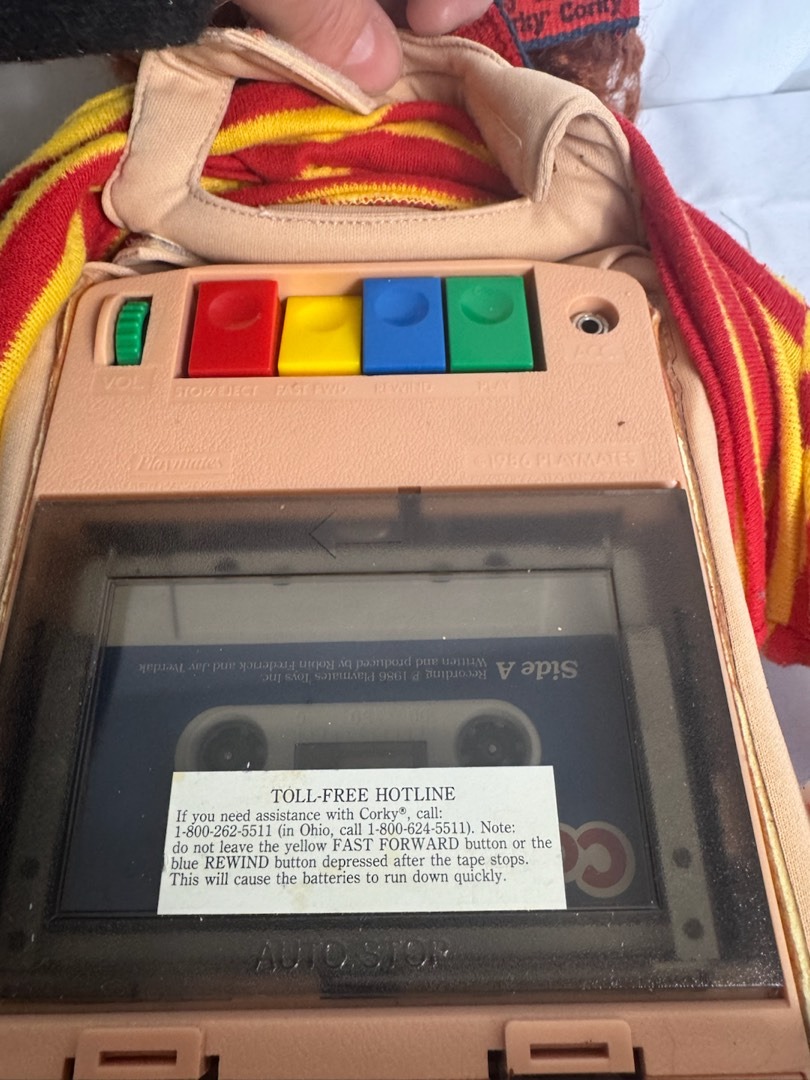 rky® Corky
VOL
STOP/EJECT FAST FWD REWIND PLAY
Playmates
©1986 PLAYMATES
Side A
Recording ℗ 1986 Playmates Toys Inc.
Written and produced by Robin Frederick and Jay Tverdak
TOLL-FREE HOTLINE
If you need assistance with Corky®, call:
1-800-262-5511 (in Ohio, call 1-800-624-5511). Note:
do not leave the yellow FAST FORWARD button or the
blue REWIND button depressed after the tape stops.
This will cause the batteries to run down quickly.
AUTO STOP